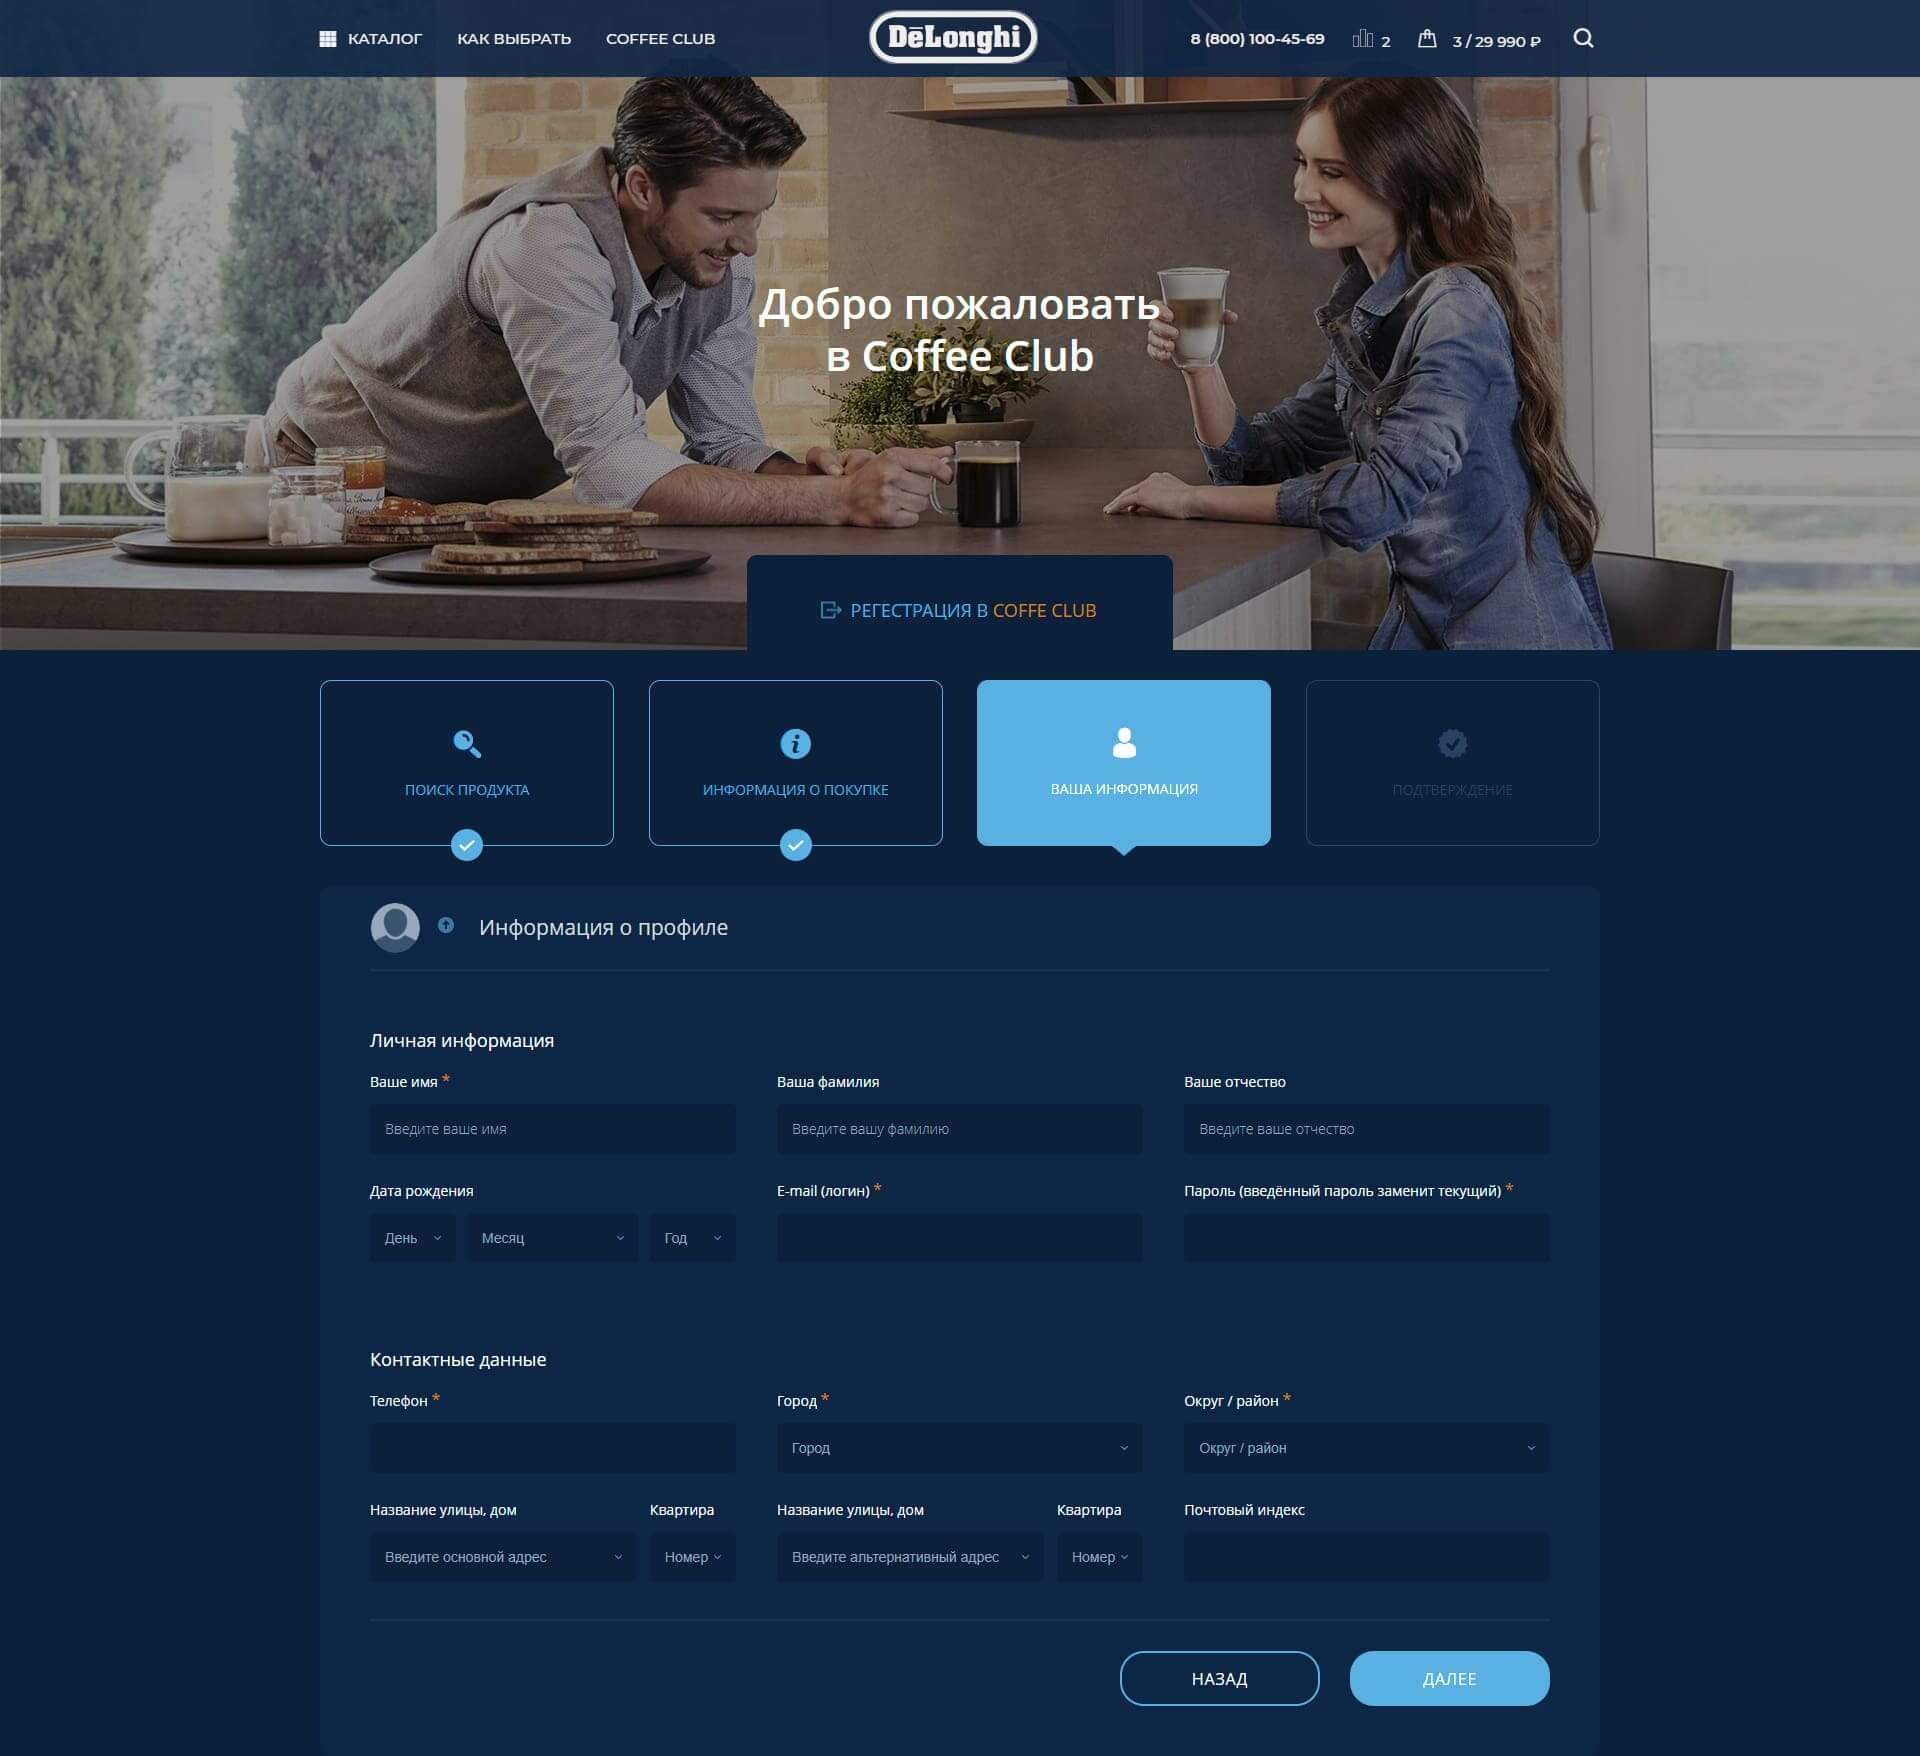 КАТАЛОГ КАК ВЫБРАТЬ COFFEE CLUB DeLonghi 8 (800) 100-45-69 2 3 / 29 990 ₽
Добро пожаловать
в Coffee Club
РЕГЕСТРАЦИЯ В COFFE CLUB
ПОИСК ПРОДУКТА ИНФОРМАЦИЯ О ПОКУПКЕ ВАША ИНФОРМАЦИЯ ПОДТВЕРЖДЕНИЕ
Информация о профиле
Личная информация
Ваше имя * Ваша фамилия Ваше отчество
Введите ваше имя Введите вашу фамилию Введите ваше отчество
Дата рождения E-mail (логин) * Пароль (введённый пароль заменит текущий) *
День Месяц Год
Контактные данные
Телефон * Город * Округ / район *
Город Округ / район
Название улицы, дом Квартира Название улицы, дом Квартира Почтовый индекс
Введите основной адрес Номер Введите альтернативный адрес Номер
НАЗАД ДАЛЕЕ